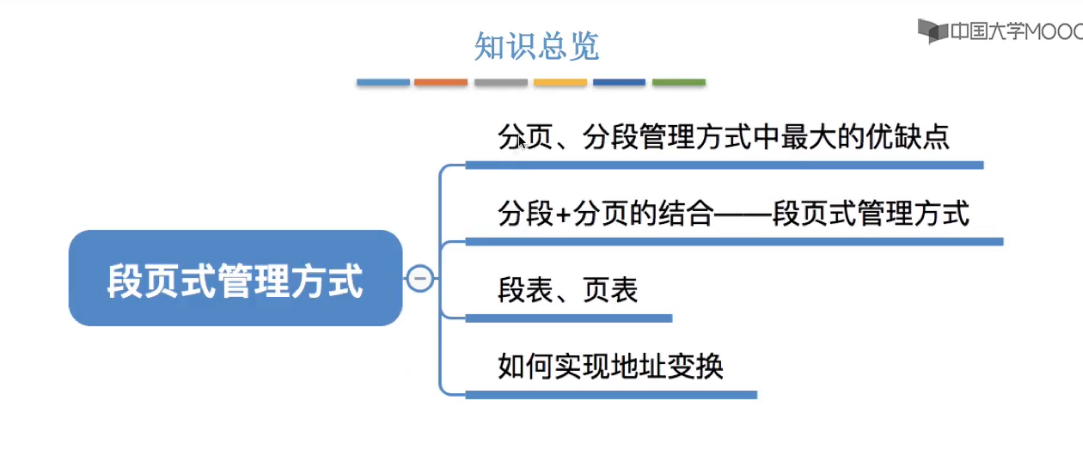 中国大学MOOC
知识总览
分页、分段管理方式中最大的优缺点
分段+分页的结合——段页式管理方式
段页式管理方式
段表、页表
如何实现地址变换